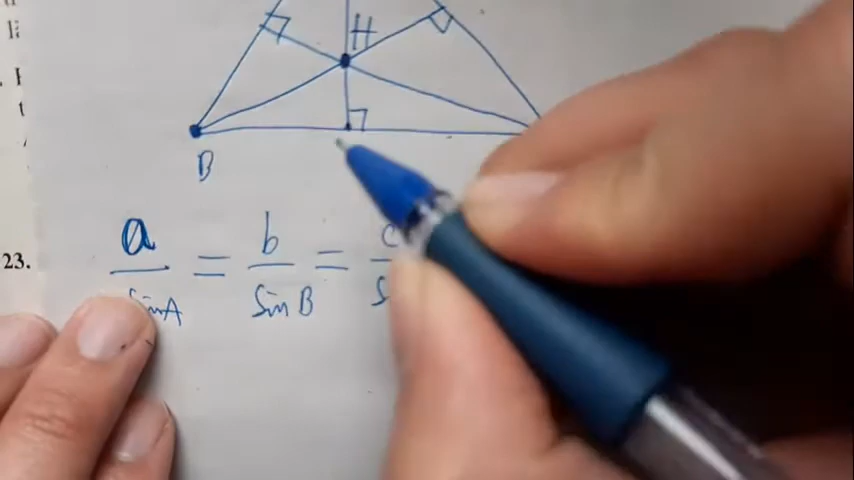 H
B
a/sinA = b/sinB = c/s
23.